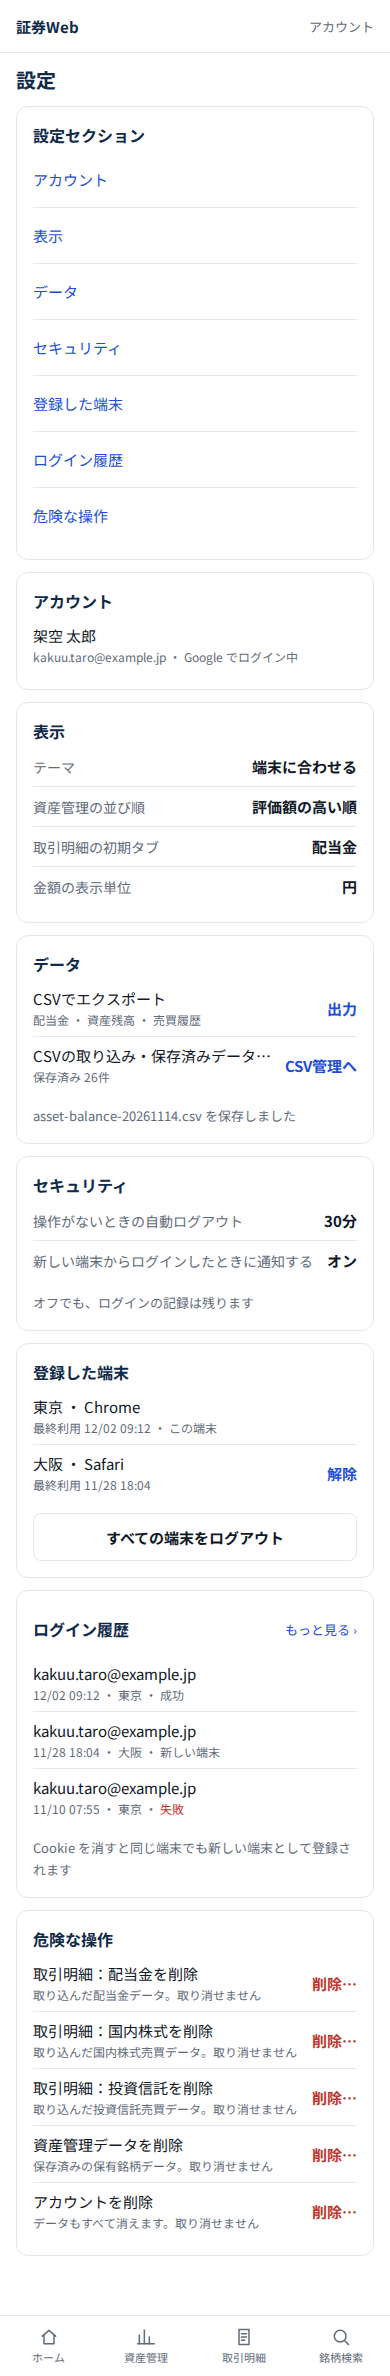 証券Web
アカウント
設定
設定セクション
アカウント
表示
データ
セキュリティ
登録した端末
ログイン履歴
危険な操作
アカウント
架空 太郎
kakuu.taro@example.jp ・ Google でログイン中
表示
テーマ 端末に合わせる
資産管理の並び順 評価額の高い順
取引明細の初期タブ 配当金
金額の表示単位 円
データ
CSVでエクスポート
配当金 ・ 資産残高 ・ 売買履歴
出力
CSVの取り込み・保存済みデータ…
保存済み 26件
CSV管理へ
asset-balance-20261114.csv を保存しました
セキュリティ
操作がないときの自動ログアウト 30分
新しい端末からログインしたときに通知する オン
オフでも、ログインの記録は残ります
登録した端末
東京 ・ Chrome
最終利用 12/02 09:12 ・ この端末
大阪 ・ Safari
最終利用 11/28 18:04
解除
すべての端末をログアウト
ログイン履歴
もっと見る ›
kakuu.taro@example.jp
12/02 09:12 ・ 東京 ・ 成功
kakuu.taro@example.jp
11/28 18:04 ・ 大阪 ・ 新しい端末
kakuu.taro@example.jp
11/10 07:55 ・ 東京 ・ 失敗
Cookie を消すと同じ端末でも新しい端末として登録さ
れます
危険な操作
取引明細：配当金を削除
取り込んだ配当金データ。取り消せません
削除…
取引明細：国内株式を削除
取り込んだ国内株式売買データ。取り消せません
削除…
取引明細：投資信託を削除
取り込んだ投資信託売買データ。取り消せません
削除…
資産管理データを削除
保存済みの保有銘柄データ。取り消せません
削除…
アカウントを削除
データもすべて消えます。取り消せません
削除…
ホーム
資産管理
取引明細
銘柄検索